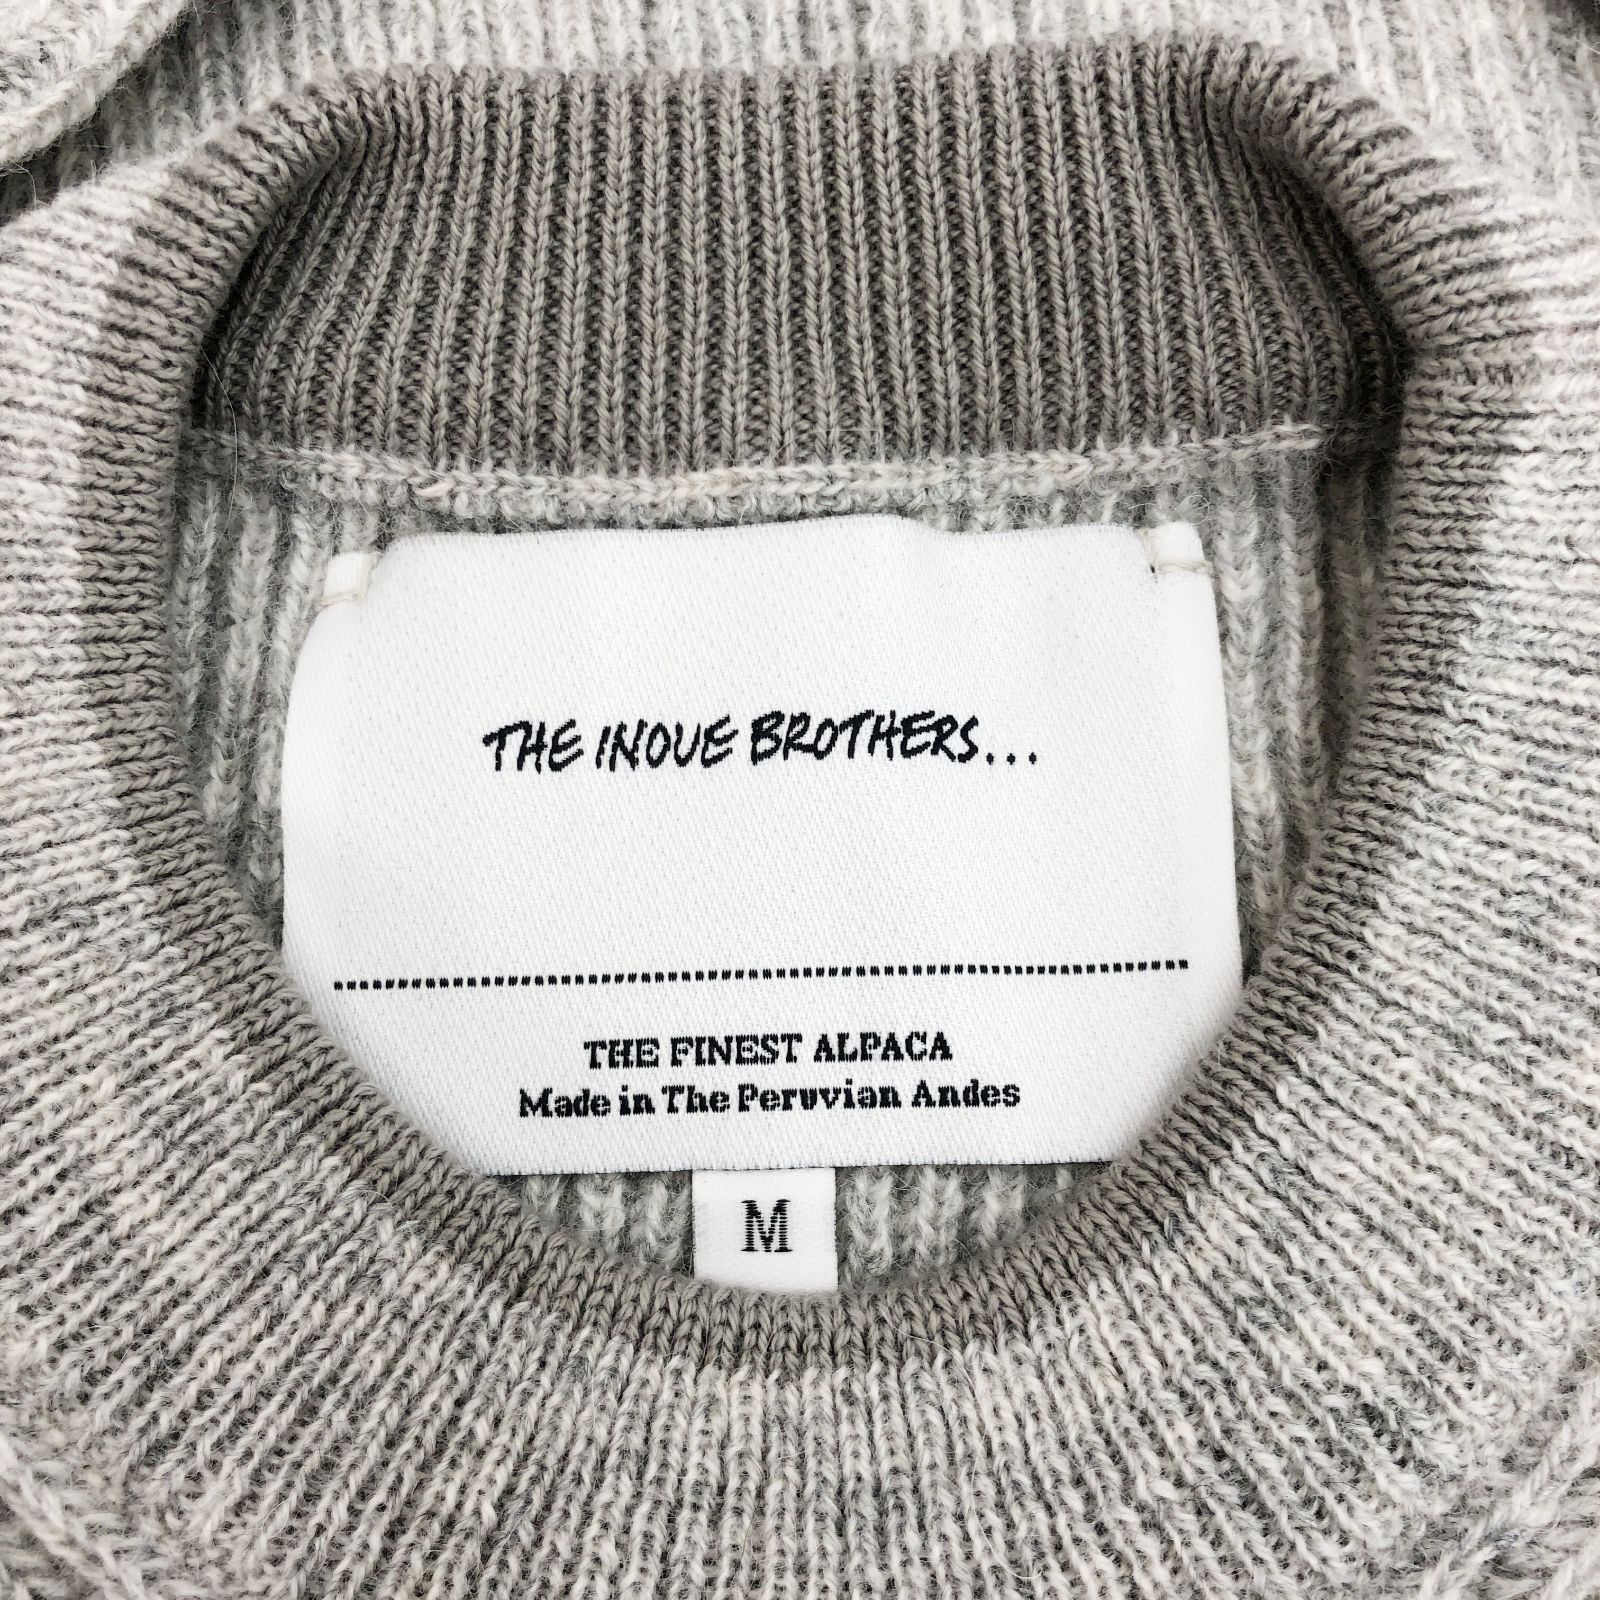 THE INOUE BROTHERS...
THE FINEST ALPACA
Made in The Peruvian Andes
M